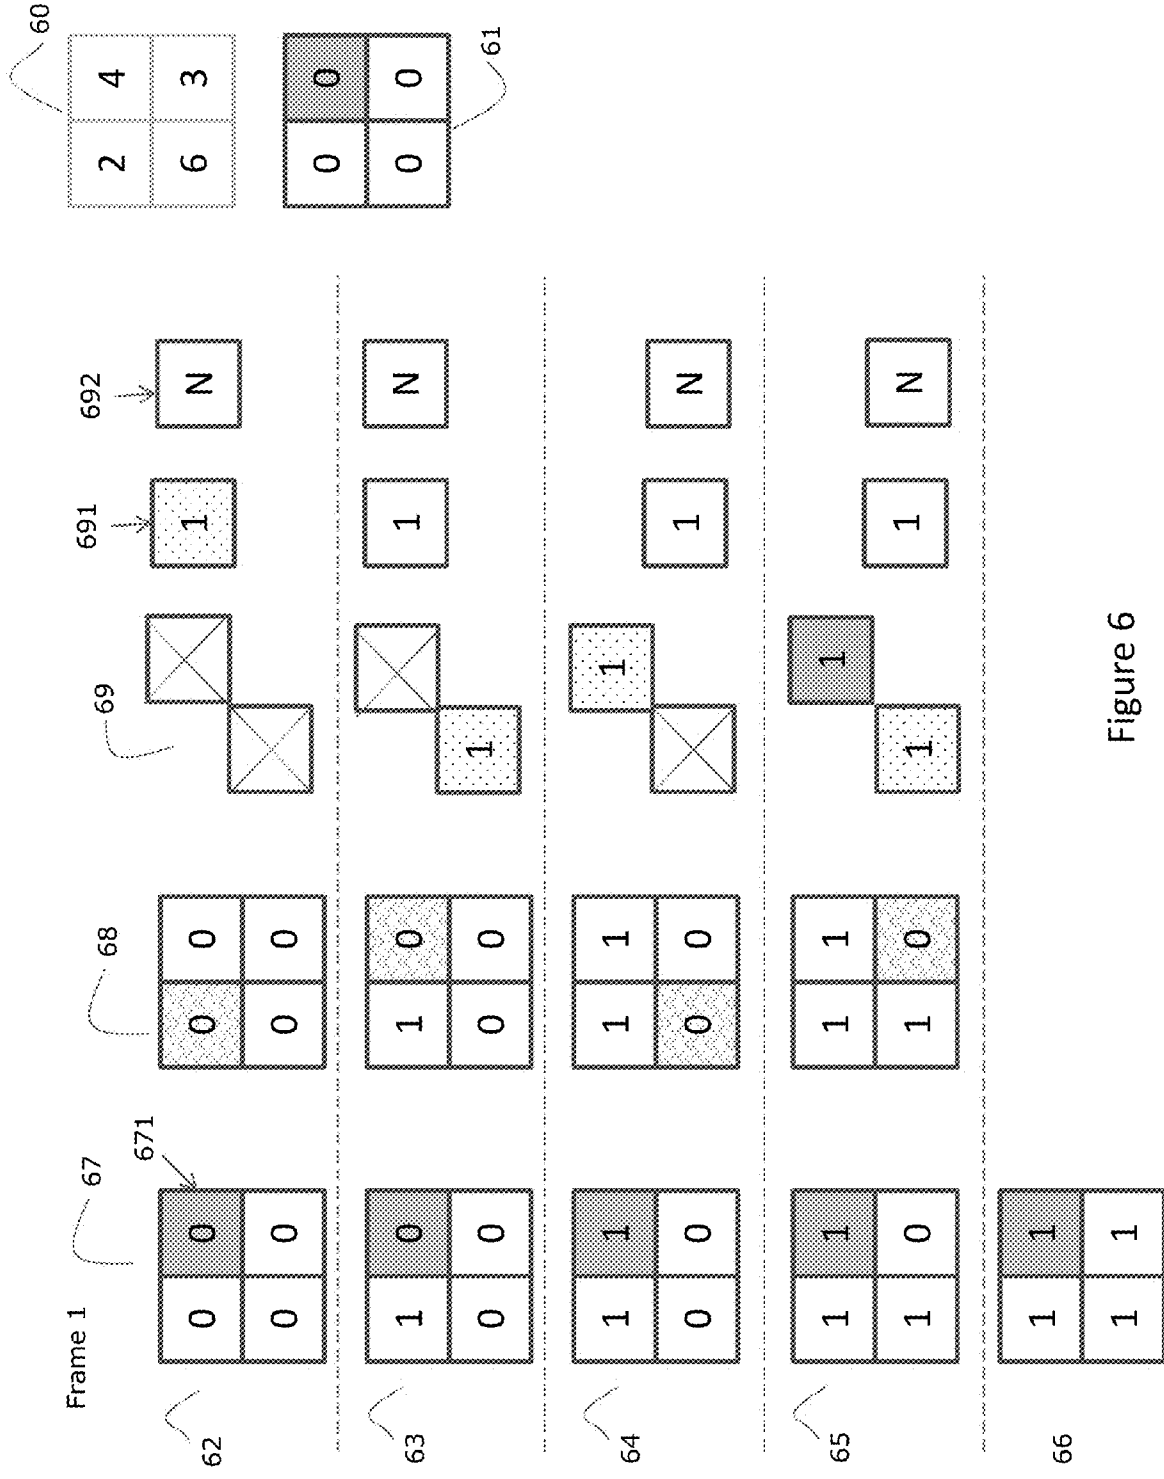 60
Frame 1 67 68 69 691 692 2 4
671
62 0 0 0 0 1 N 6 3
0 0 0 0
0 0
63 1 0 1 0 1 N 0 0
0 0 0 0 1 61
64 1 1 1 1 1
0 0 0 0 1 N
65 1 1 1 1 1
1 0 1 0 1 1 N
66 1 1
1 1
Figure 6